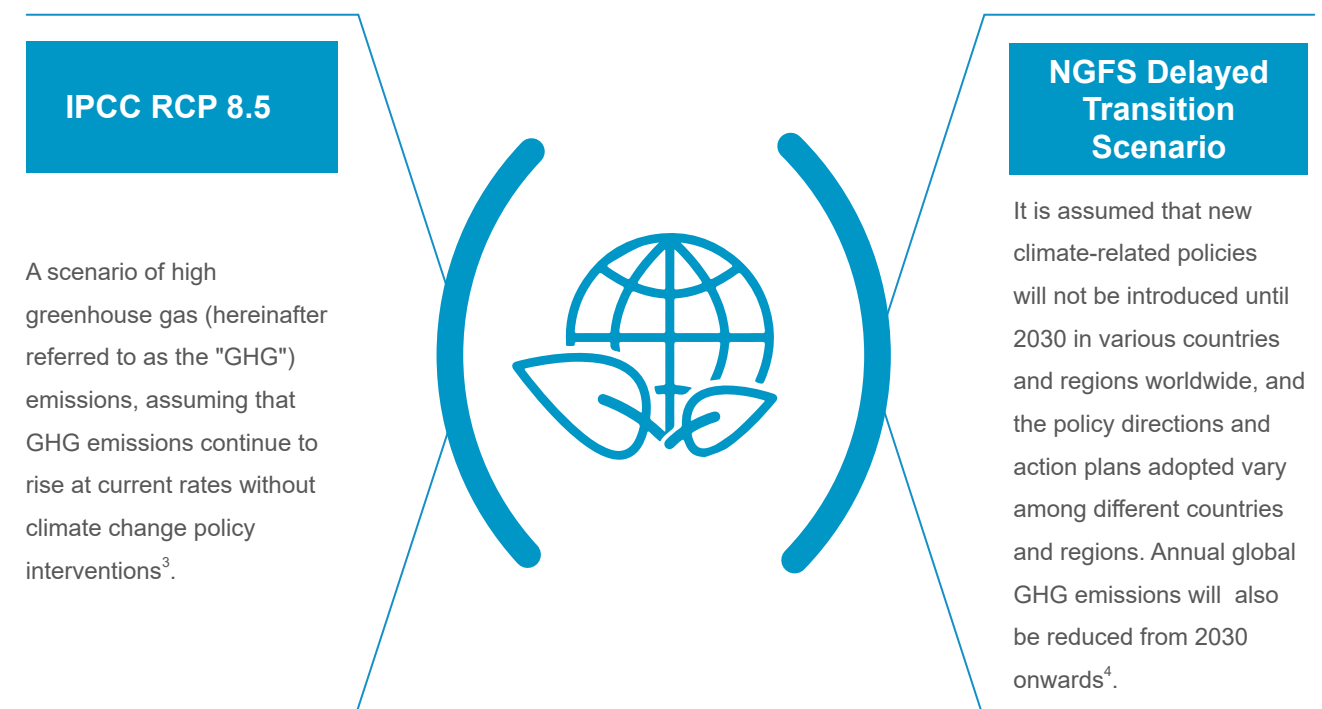 IPCC RCP 8.5
A scenario of high
greenhouse gas (hereinafter
referred to as the "GHG")
emissions, assuming that
GHG emissions continue to
rise at current rates without
climate change policy
interventions³.
NGFS Delayed
Transition
Scenario
It is assumed that new
climate-related policies
will not be introduced until
2030 in various countries
and regions worldwide, and
the policy directions and
action plans adopted vary
among different countries
and regions. Annual global
GHG emissions will  also
be reduced from 2030
onwards⁴.